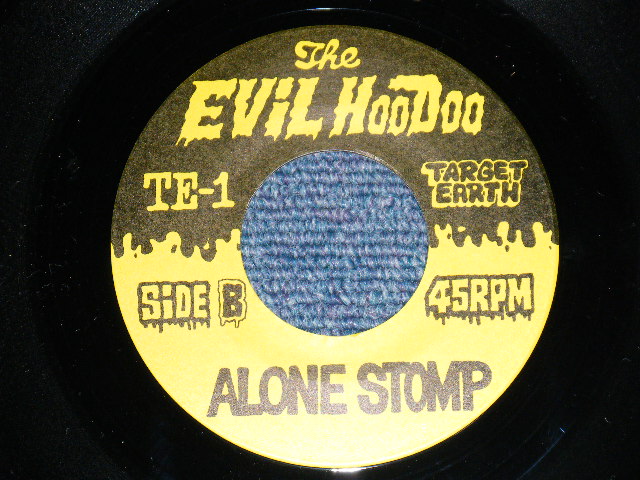 The
EViL HooDoo
TE-1
TARGET
EARTH
SiDE B
45RPM
ALONE STOMP